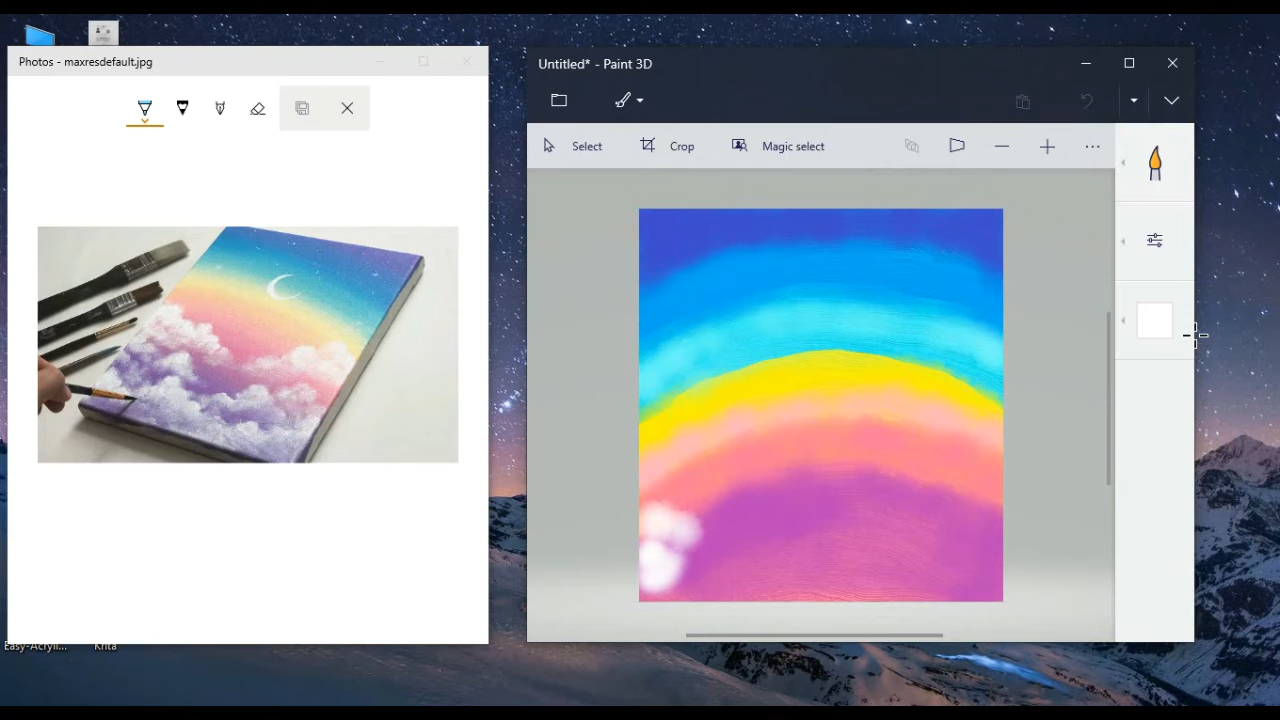 Photos - maxresdefault.jpg
Untitled* - Paint 3D
Select
Crop
Magic select
Easy-Acryli...
Krita